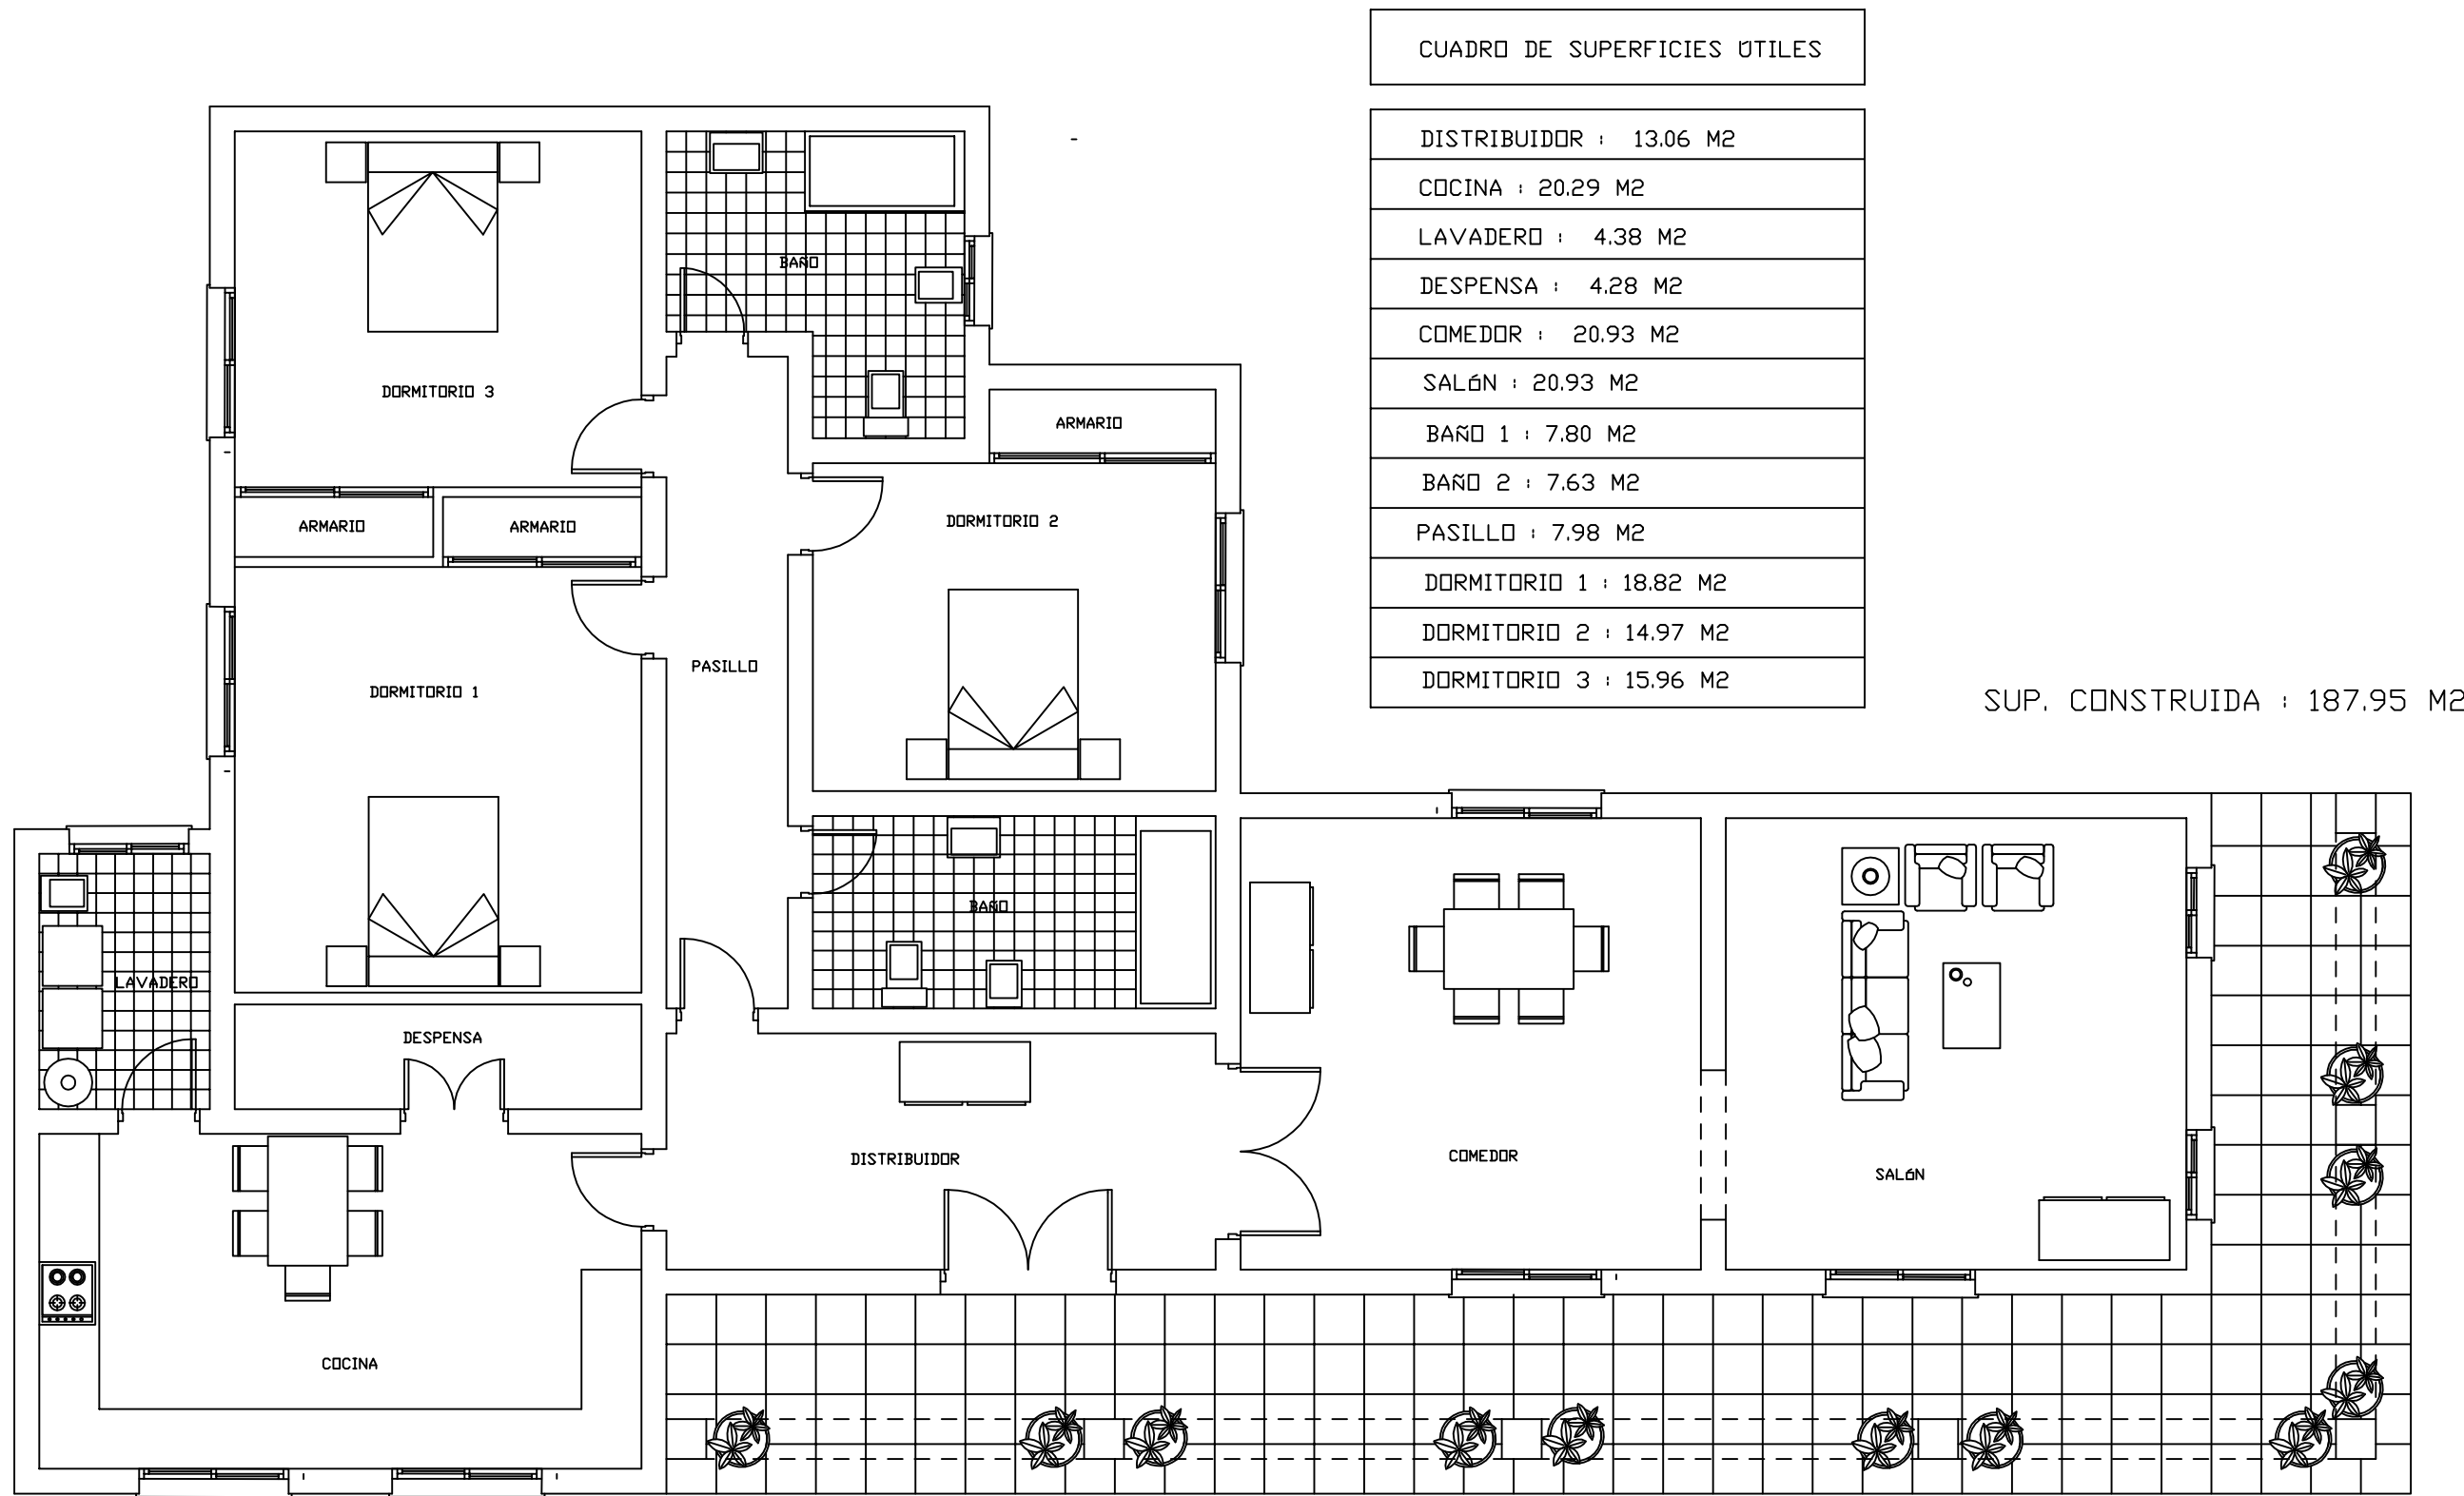 CUADRO DE SUPERFICIES ÚTILES
DISTRIBUIDOR : 13.06 M2
COCINA : 20.29 M2
LAVADERO : 4.38 M2
DESPENSA : 4.28 M2
COMEDOR : 20.93 M2
SALóN : 20.93 M2
BAÑO 1 : 7.80 M2
BAÑO 2 : 7.63 M2
PASILLO : 7.98 M2
DORMITORIO 1 : 18.82 M2
DORMITORIO 2 : 14.97 M2
DORMITORIO 3 : 15.96 M2
SUP. CONSTRUIDA : 187.95 M2
BAÑO
DORMITORIO 3
ARMARIO
ARMARIO
ARMARIO
DORMITORIO 2
PASILLO
DORMITORIO 1
BAÑO
LAVADERO
DESPENSA
DISTRIBUIDOR
COMEDOR
SALóN
COCINA